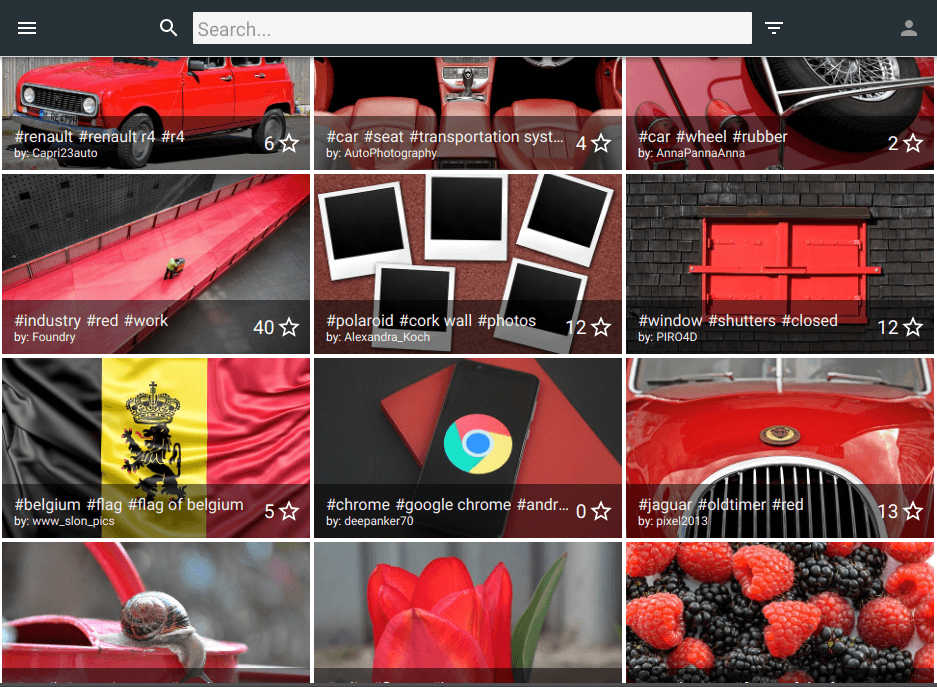 Search...
#renault #renault r4 #r4
by: Capri23auto
6
#car #seat #transportation syst...
by: AutoPhotography
4
#car #wheel #rubber
by: AnnaPannaAnna
2
#industry #red #work
by: Foundry
40
#polaroid #cork wall #photos
by: Alexandra_Koch
12
#window #shutters #closed
by: PIRO4D
12
#belgium #flag #flag of belgium
by: www_slon_pics
5
#chrome #google chrome #andr...
by: deepanker70
0
#jaguar #oldtimer #red
by: pixel2013
13